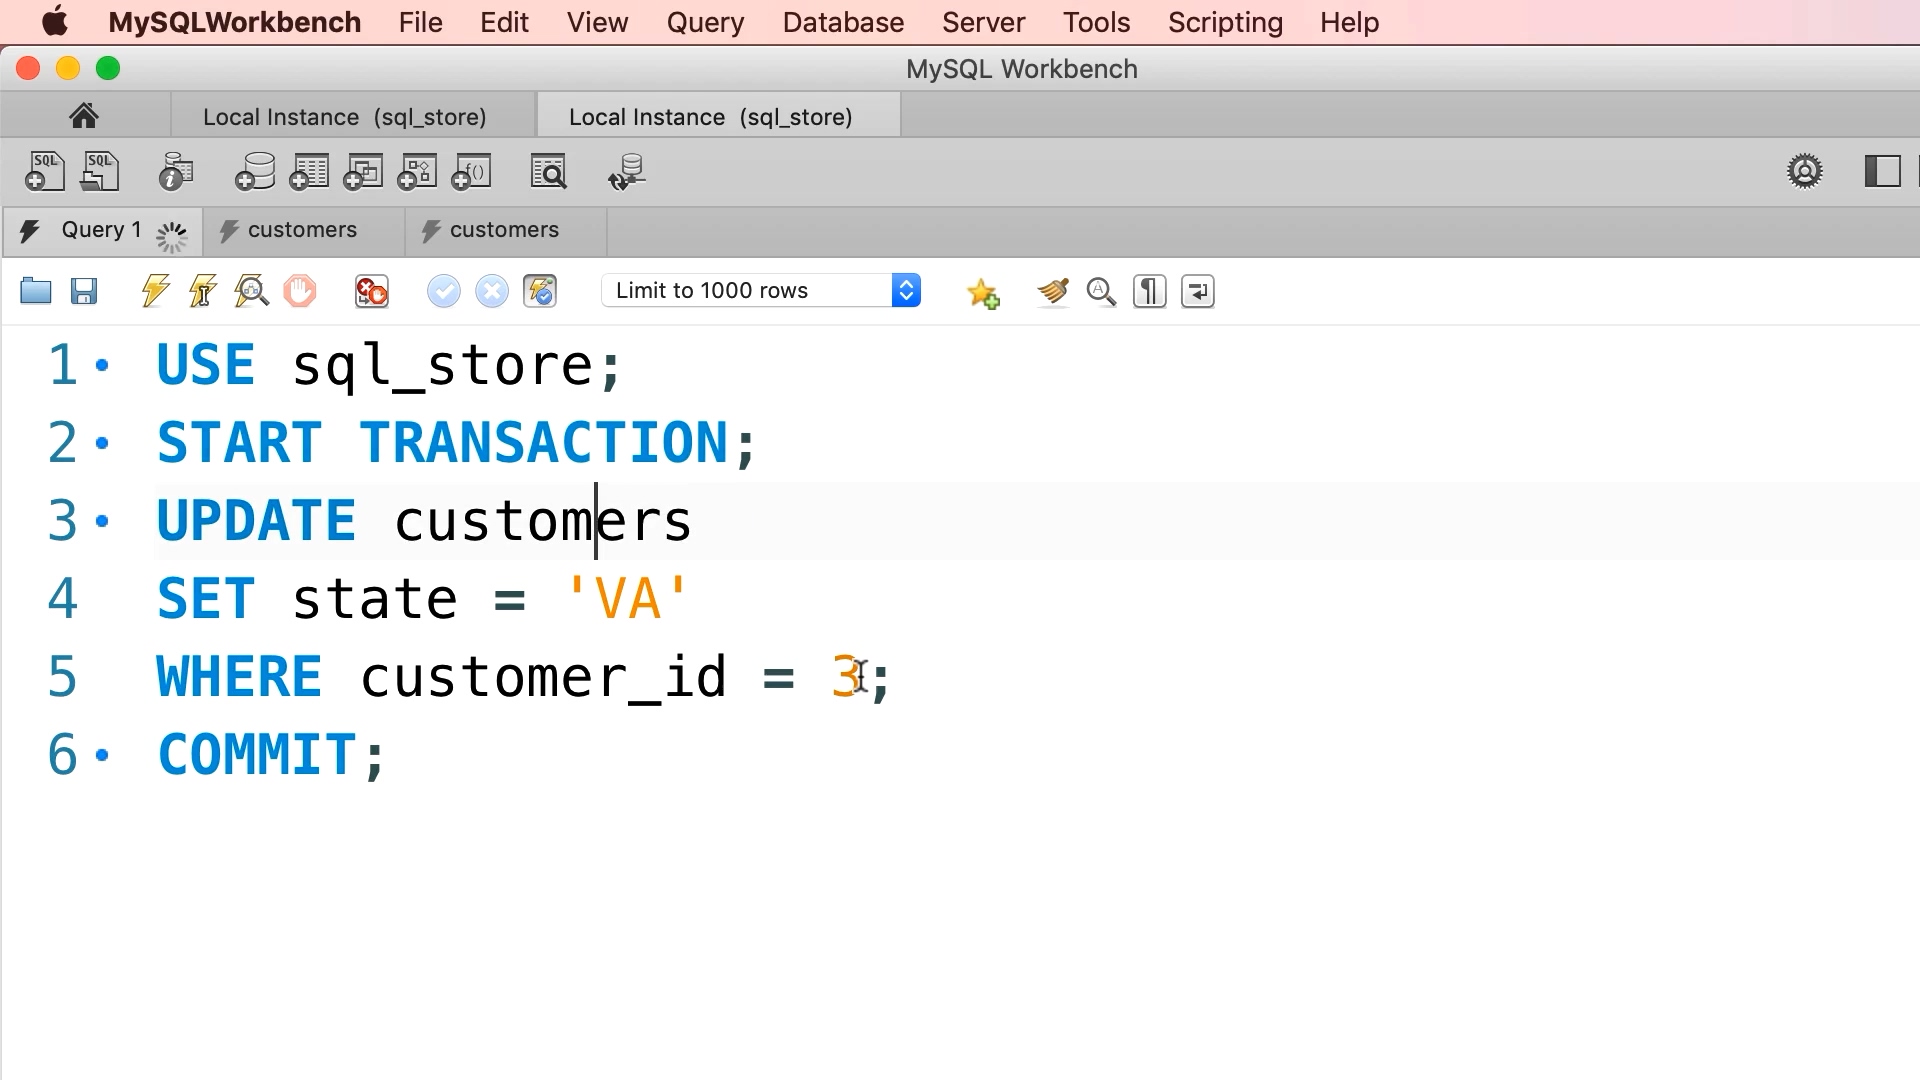 MySQLWorkbench File Edit View Query Database Server Tools Scripting Help
MySQL Workbench
Local Instance (sql_store) Local Instance (sql_store)
SQL SQL
Query 1 customers customers
Limit to 1000 rows
1 USE sql_store;
2 START TRANSACTION;
3 UPDATE customers
4 SET state = 'VA'
5 WHERE customer_id = 3;
6 COMMIT;